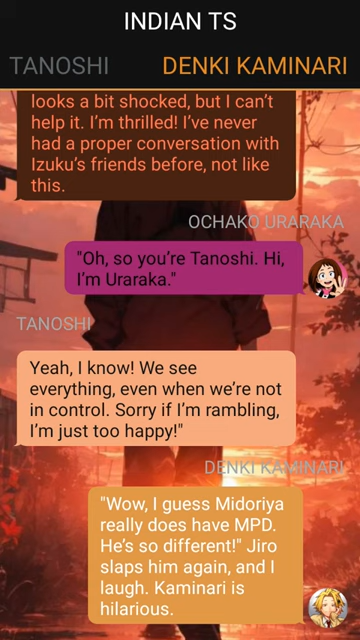 INDIAN TS
TANOSHI DENKI KAMINARI
looks a bit shocked, but I can’t
help it. I’m thrilled! I’ve never
had a proper conversation with
Izuku’s friends before, not like
this.
OCHAKO URARAKA
"Oh, so you’re Tanoshi. Hi,
I’m Uraraka."
TANOSHI
Yeah, I know! We see
everything, even when we’re not
in control. Sorry if I’m rambling,
I’m just too happy!"
DENKI KAMINARI
"Wow, I guess Midoriya
really does have MPD.
He’s so different!" Jiro
slaps him again, and I
laugh. Kaminari is
hilarious.